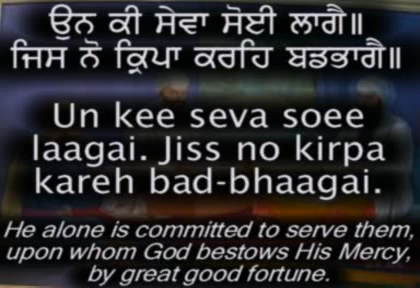 ਉਨ ਕੀ ਸੇਵਾ ਸੋਈ ਲਾਗੈ॥
ਜਿਸ ਨੋ ਕ੍ਰਿਪਾ ਕਰਹਿ ਬਡਭਾਗੈ॥
Un kee seva soee
laagai. Jiss no kirpa
kareh bad-bhaagai.
He alone is committed to serve them,
upon whom God bestows His Mercy,
by great good fortune.